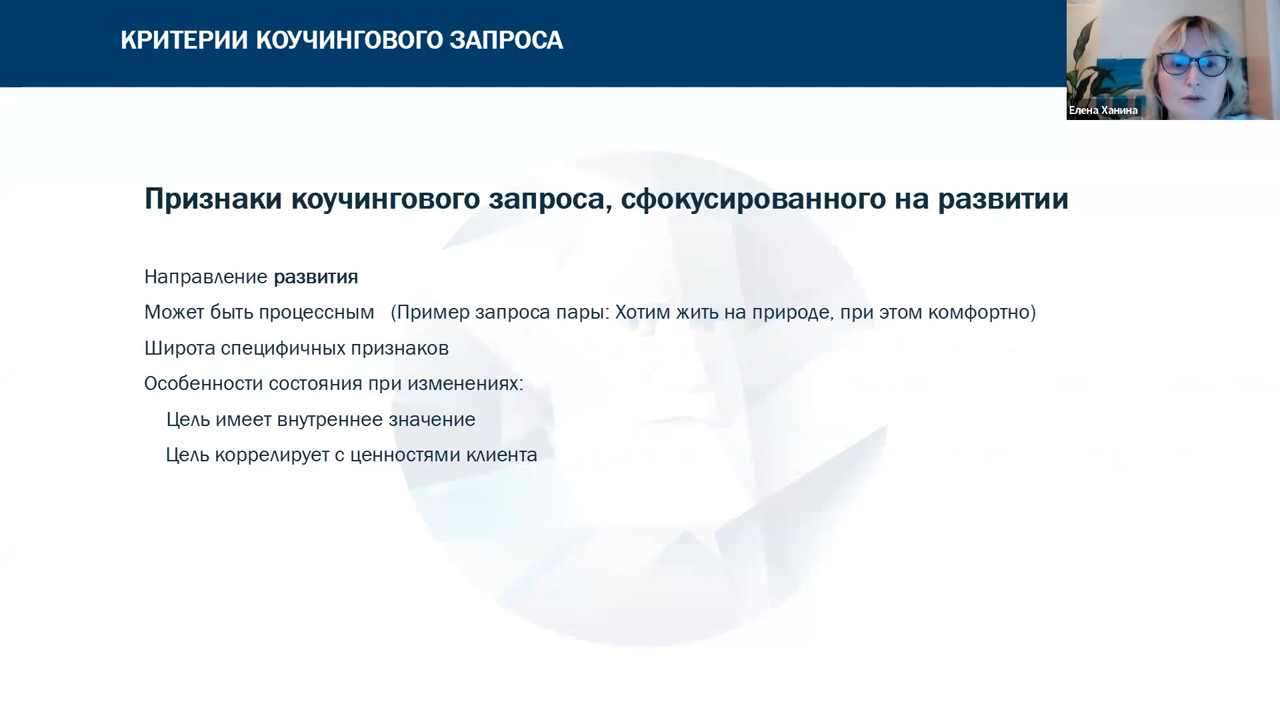 КРИТЕРИИ КОУЧИНГОВОГО ЗАПРОСА
Елена Ханина
Признаки коучингового запроса, сфокусированного на развитии
Направление развития
Может быть процессным (Пример запроса пары: Хотим жить на природе, при этом комфортно)
Широта специфичных признаков
Особенности состояния при изменениях:
Цель имеет внутреннее значение
Цель коррелирует с ценностями клиента